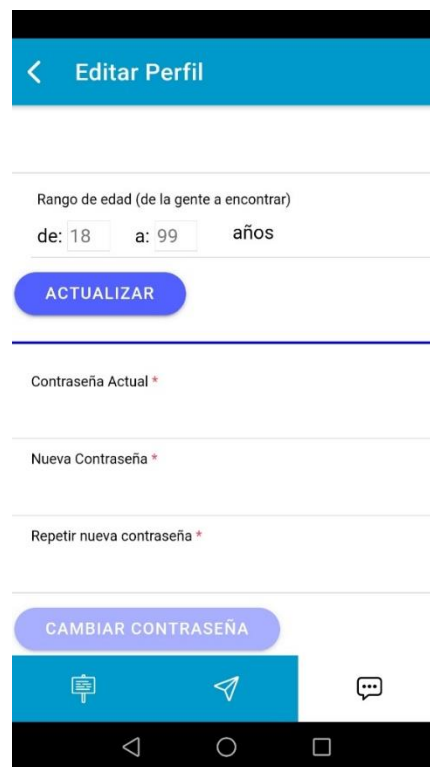 Editar Perfil
Rango de edad (de la gente a encontrar)
de: 18 a: 99 años
ACTUALIZAR
Contraseña Actual *
Nueva Contraseña *
Repetir nueva contraseña *
CAMBIAR CONTRASEÑA